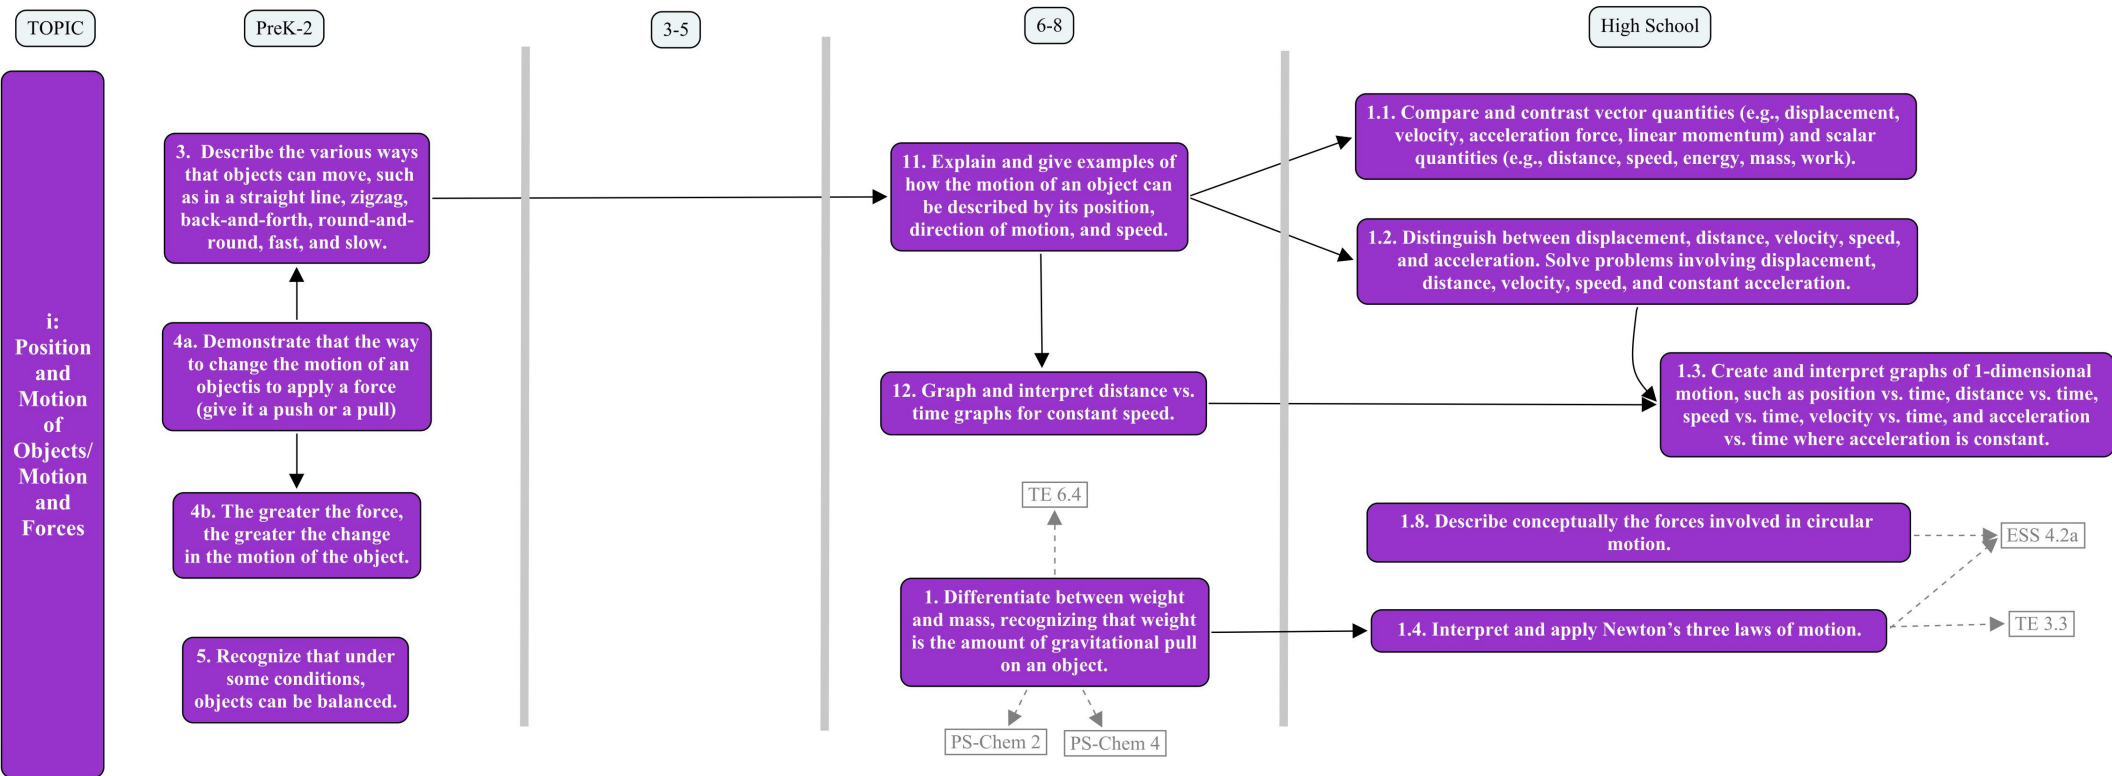 TOPIC
PreK-2
3-5
6-8
High School
i:
Position
and
Motion
of
Objects/
Motion
and
Forces
3.  Describe the various ways
that objects can move, such
as in a straight line, zigzag,
back-and-forth, round-and-
round, fast, and slow.
4a. Demonstrate that the way
to change the motion of an
objectis to apply a force
(give it a push or a pull)
4b. The greater the force,
the greater the change
in the motion of the object.
5. Recognize that under
some conditions,
objects can be balanced.
11. Explain and give examples of
how the motion of an object can
be described by its position,
direction of motion, and speed.
12. Graph and interpret distance vs.
time graphs for constant speed.
TE 6.4
1. Differentiate between weight
and mass, recognizing that weight
is the amount of gravitational pull
on an object.
PS-Chem 2
PS-Chem 4
1.1. Compare and contrast vector quantities (e.g., displacement,
velocity, acceleration force, linear momentum) and scalar
quantities (e.g., distance, speed, energy, mass, work).
1.2. Distinguish between displacement, distance, velocity, speed,
and acceleration. Solve problems involving displacement,
distance, velocity, speed, and constant acceleration.
1.3. Create and interpret graphs of 1-dimensional
motion, such as position vs. time, distance vs. time,
speed vs. time, velocity vs. time, and acceleration
vs. time where acceleration is constant.
1.8. Describe conceptually the forces involved in circular
motion.
ESS 4.2a
1.4. Interpret and apply Newton’s three laws of motion.
TE 3.3